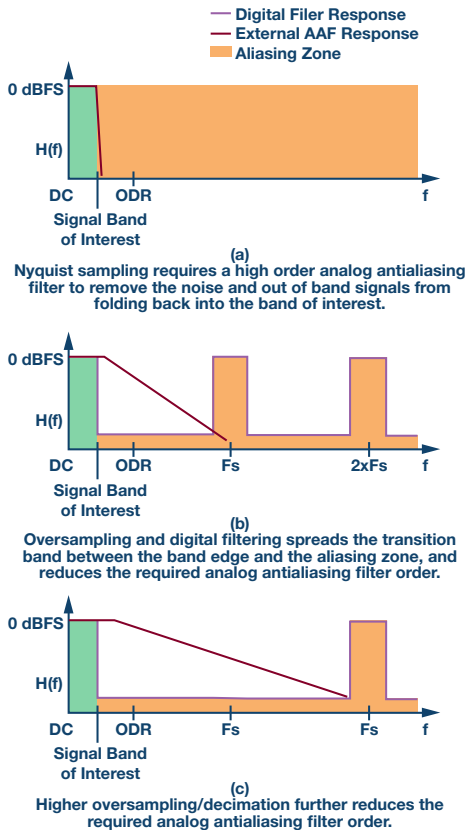 Digital Filer Response
External AAF Response
Aliasing Zone
0 dBFS
H(f)
DC
ODR
f
Signal Band
of Interest
(a)
Nyquist sampling requires a high order analog antialiasing
filter to remove the noise and out of band signals from
folding back into the band of interest.
0 dBFS
H(f)
DC
ODR
Fs
2xFs
f
Signal Band
of Interest
(b)
Oversampling and digital filtering spreads the transition
band between the band edge and the aliasing zone, and
reduces the required analog antialiasing filter order.
0 dBFS
H(f)
DC
ODR
Fs
Fs
f
Signal Band
of Interest
(c)
Higher oversampling/decimation further reduces the
required analog antialiasing filter order.